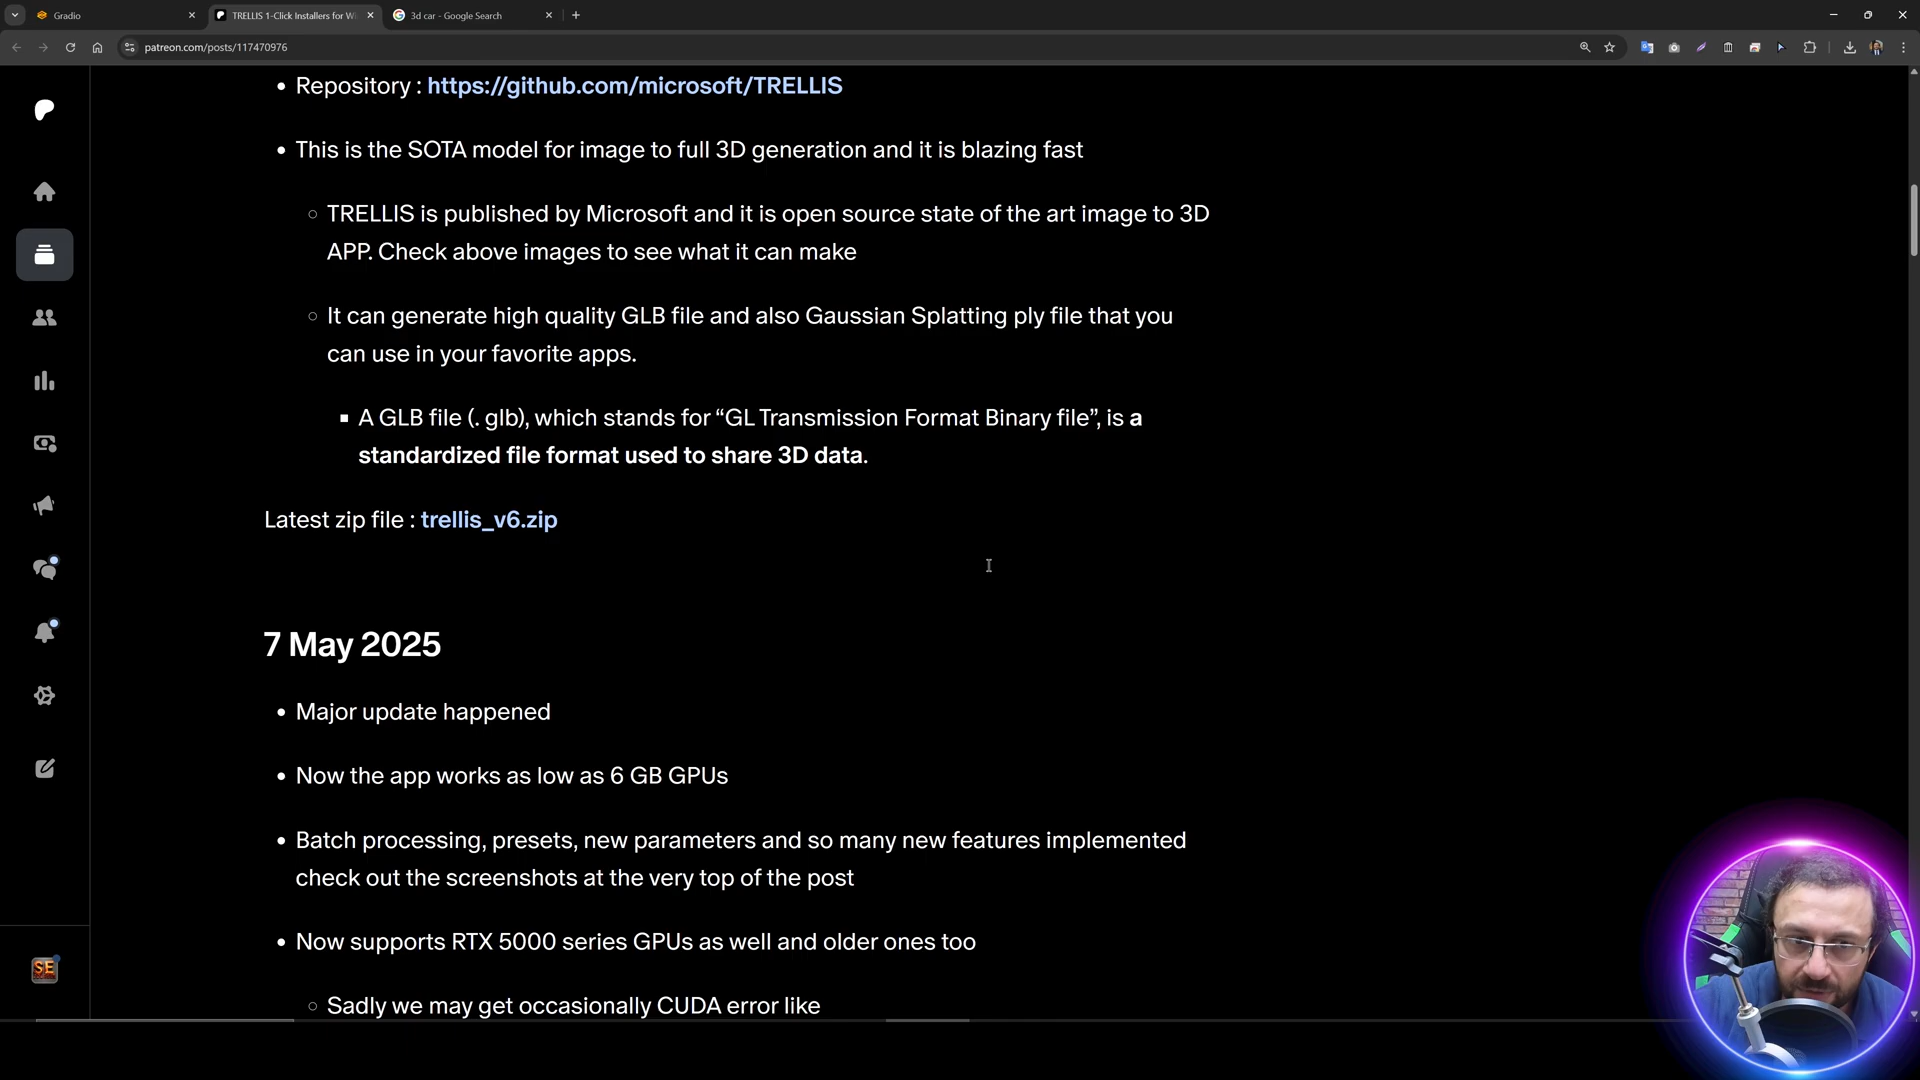 Gradio
TRELLIS 1-Click Installers for Wi
3d car - Google Search
patreon.com/posts/117470976
• Repository : https://github.com/microsoft/TRELLIS
• This is the SOTA model for image to full 3D generation and it is blazing fast
○ TRELLIS is published by Microsoft and it is open source state of the art image to 3D
APP. Check above images to see what it can make
○ It can generate high quality GLB file and also Gaussian Splatting ply file that you
can use in your favorite apps.
▪ A GLB file (. glb), which stands for “GL Transmission Format Binary file”, is a
standardized file format used to share 3D data.
Latest zip file : trellis_v6.zip
7 May 2025
• Major update happened
• Now the app works as low as 6 GB GPUs
• Batch processing, presets, new parameters and so many new features implemented
check out the screenshots at the very top of the post
• Now supports RTX 5000 series GPUs as well and older ones too
○ Sadly we may get occasionally CUDA error like
SE